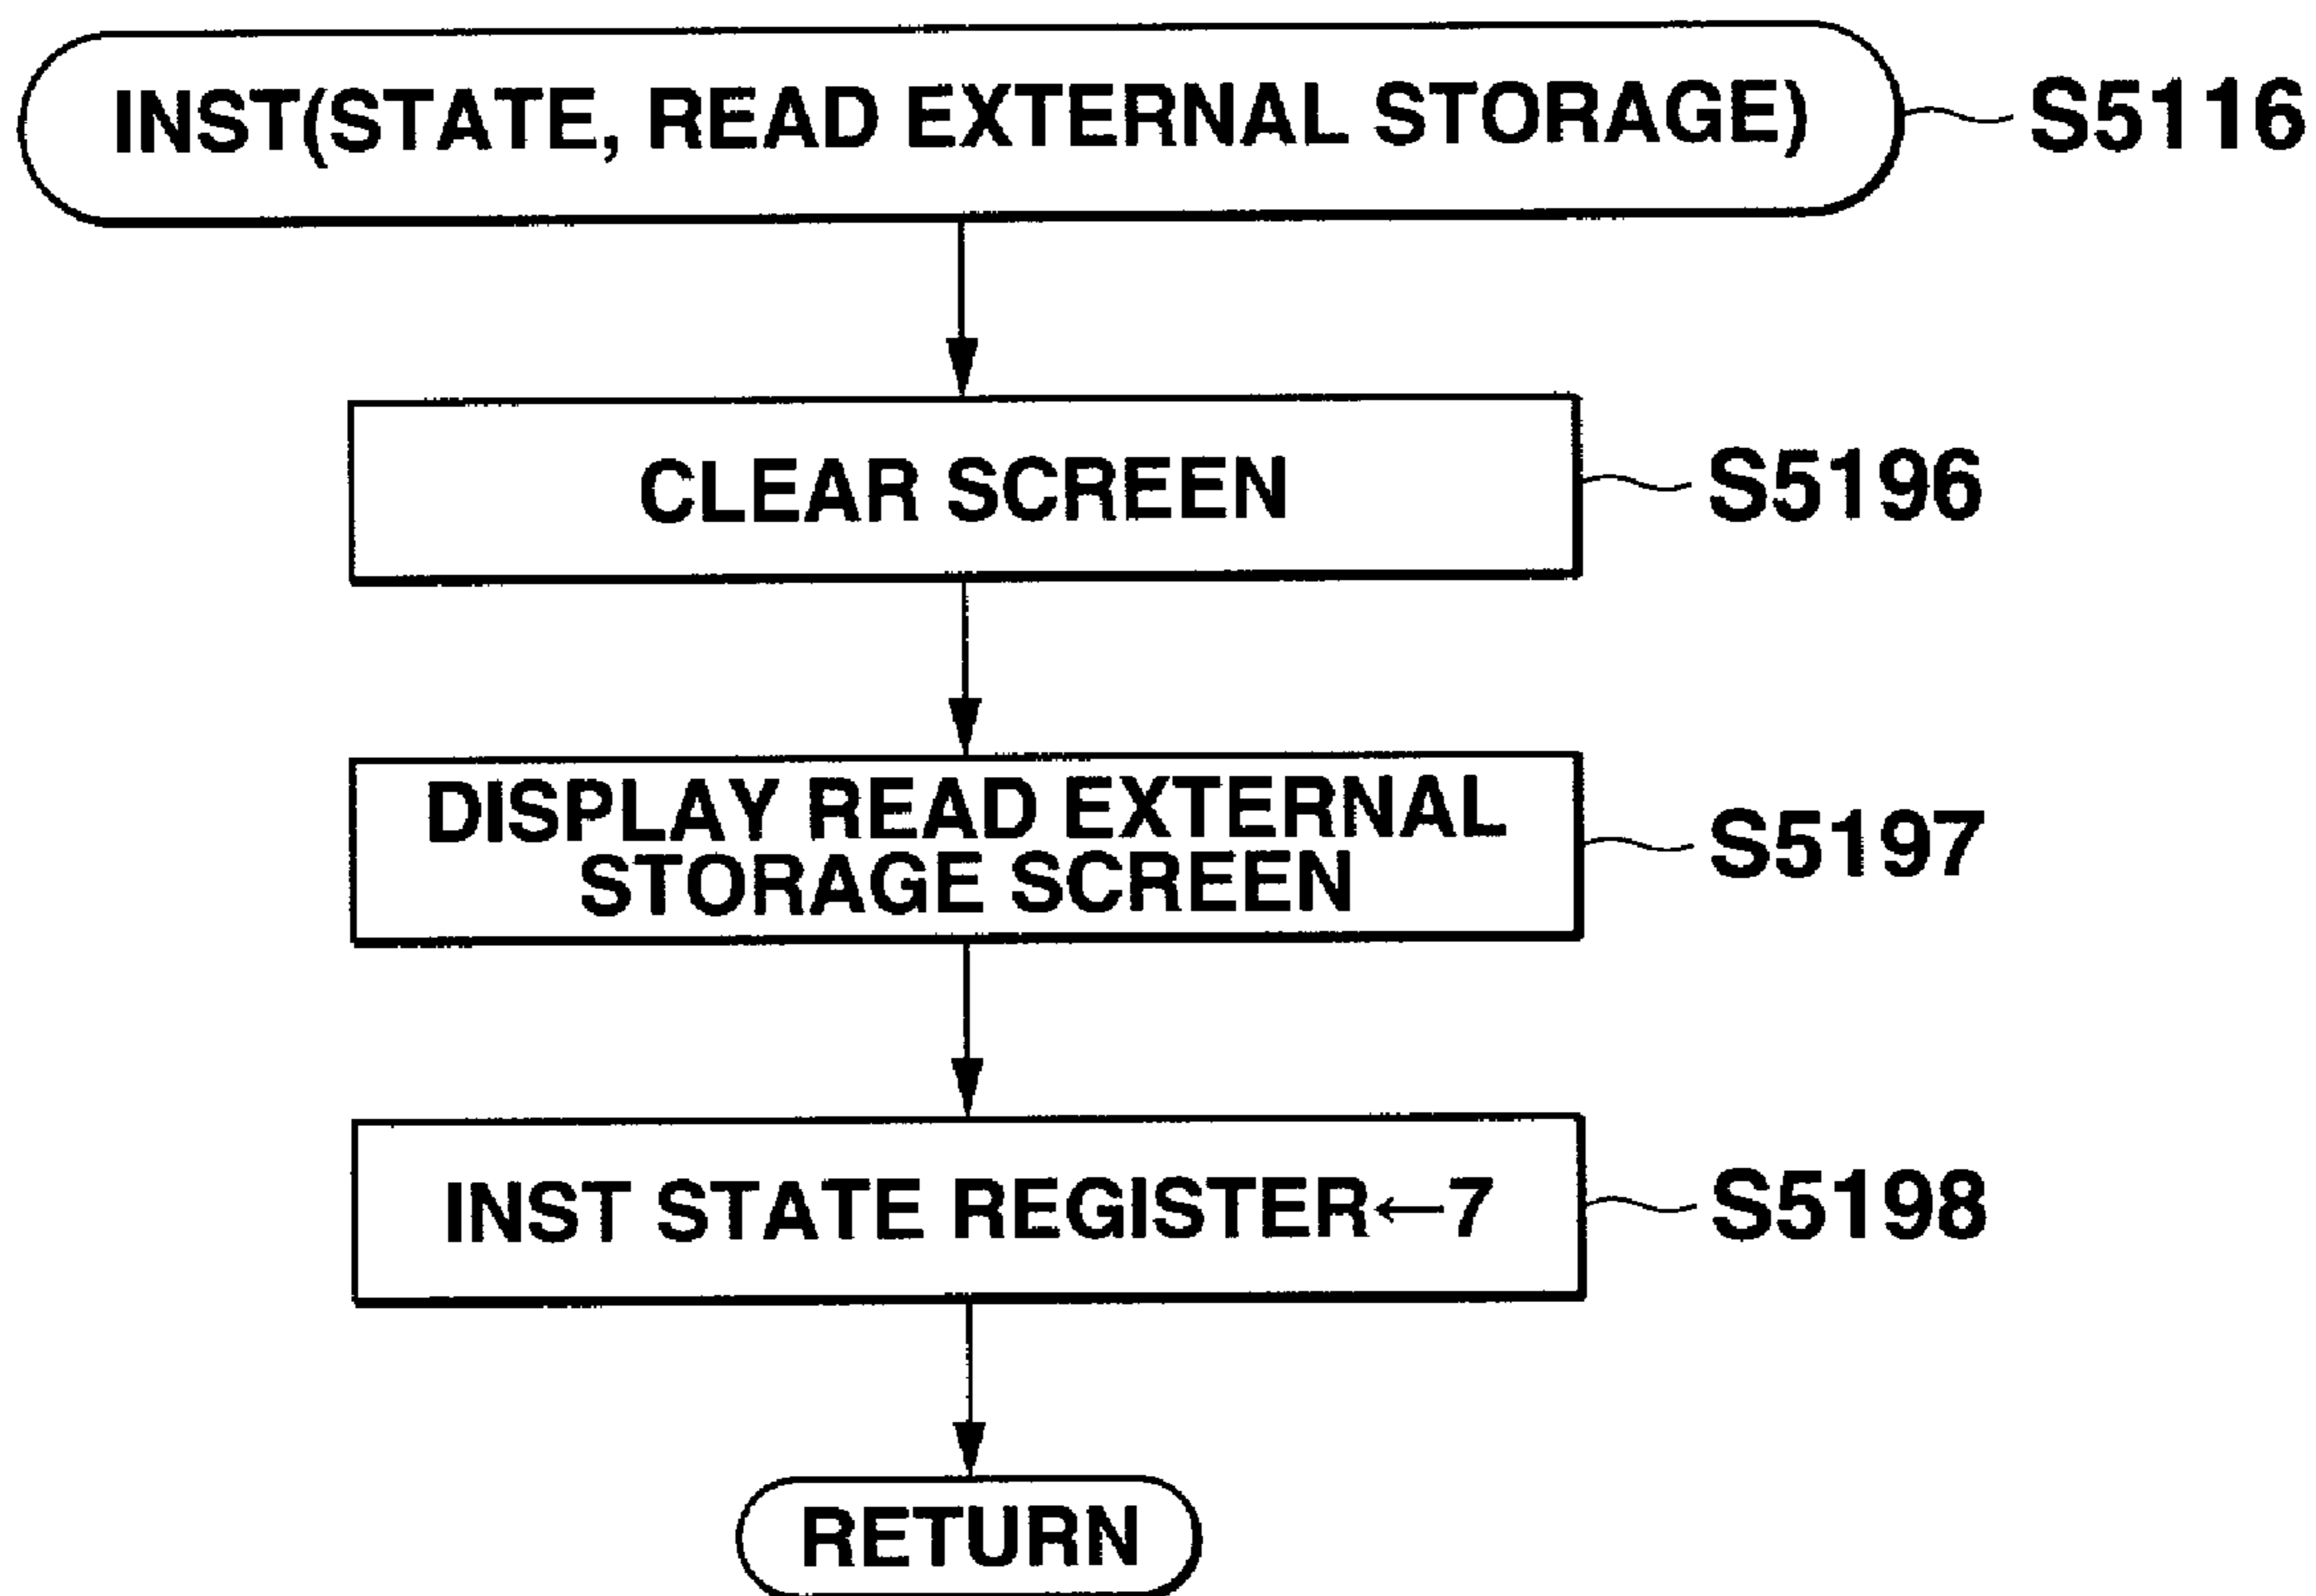 INST(STATE, READ EXTERNAL STORAGE) S5116
CLEAR SCREEN S5196
DISPLAY READ EXTERNAL
STORAGE SCREEN S5197
INST STATE REGISTER←7 S5198
RETURN